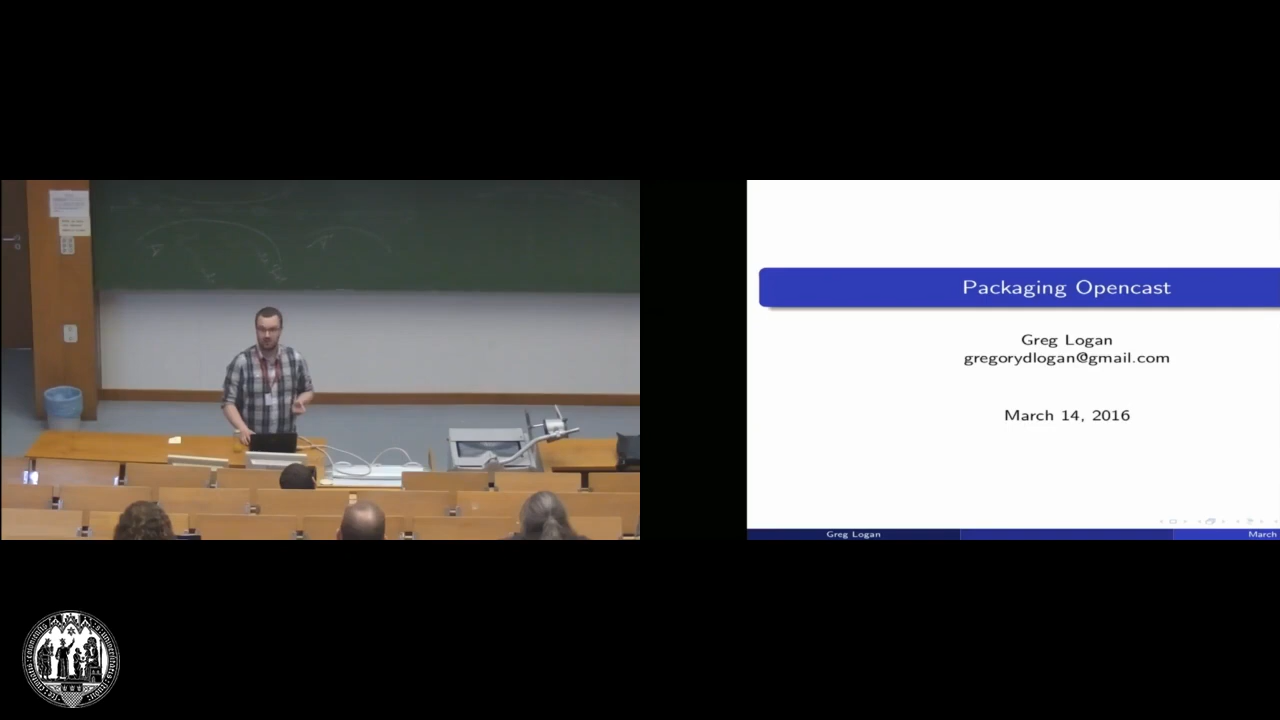 Packaging Opencast
Greg Logan
gregorydlogan@gmail.com
March 14, 2016
Greg Logan
March